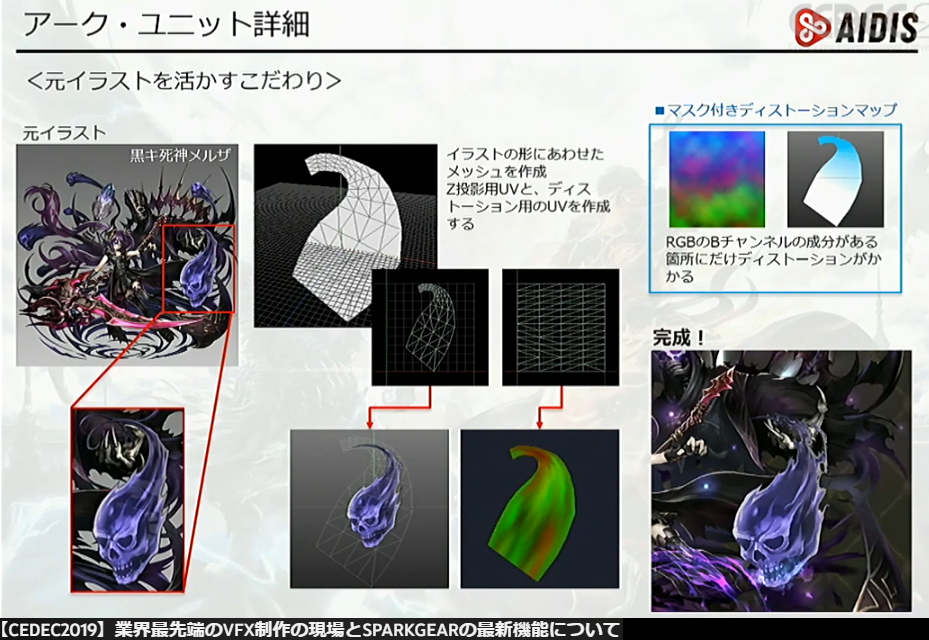 アーク・ユニット詳細
AIDIS
<元イラストを活かすこだわり>
元イラスト
黒キ死神メルザ
イラストの形にあわせた
メッシュを作成
Z投影用UVと、ディス
トーション用のUVを作成
する
■マスク付きディストーションマップ
RGBのBチャンネルの成分がある
箇所にだけディストーションがか
かる
完成！
【CEDEC2019】業界最先端のVFX制作の現場とSPARKGEARの最新機能について